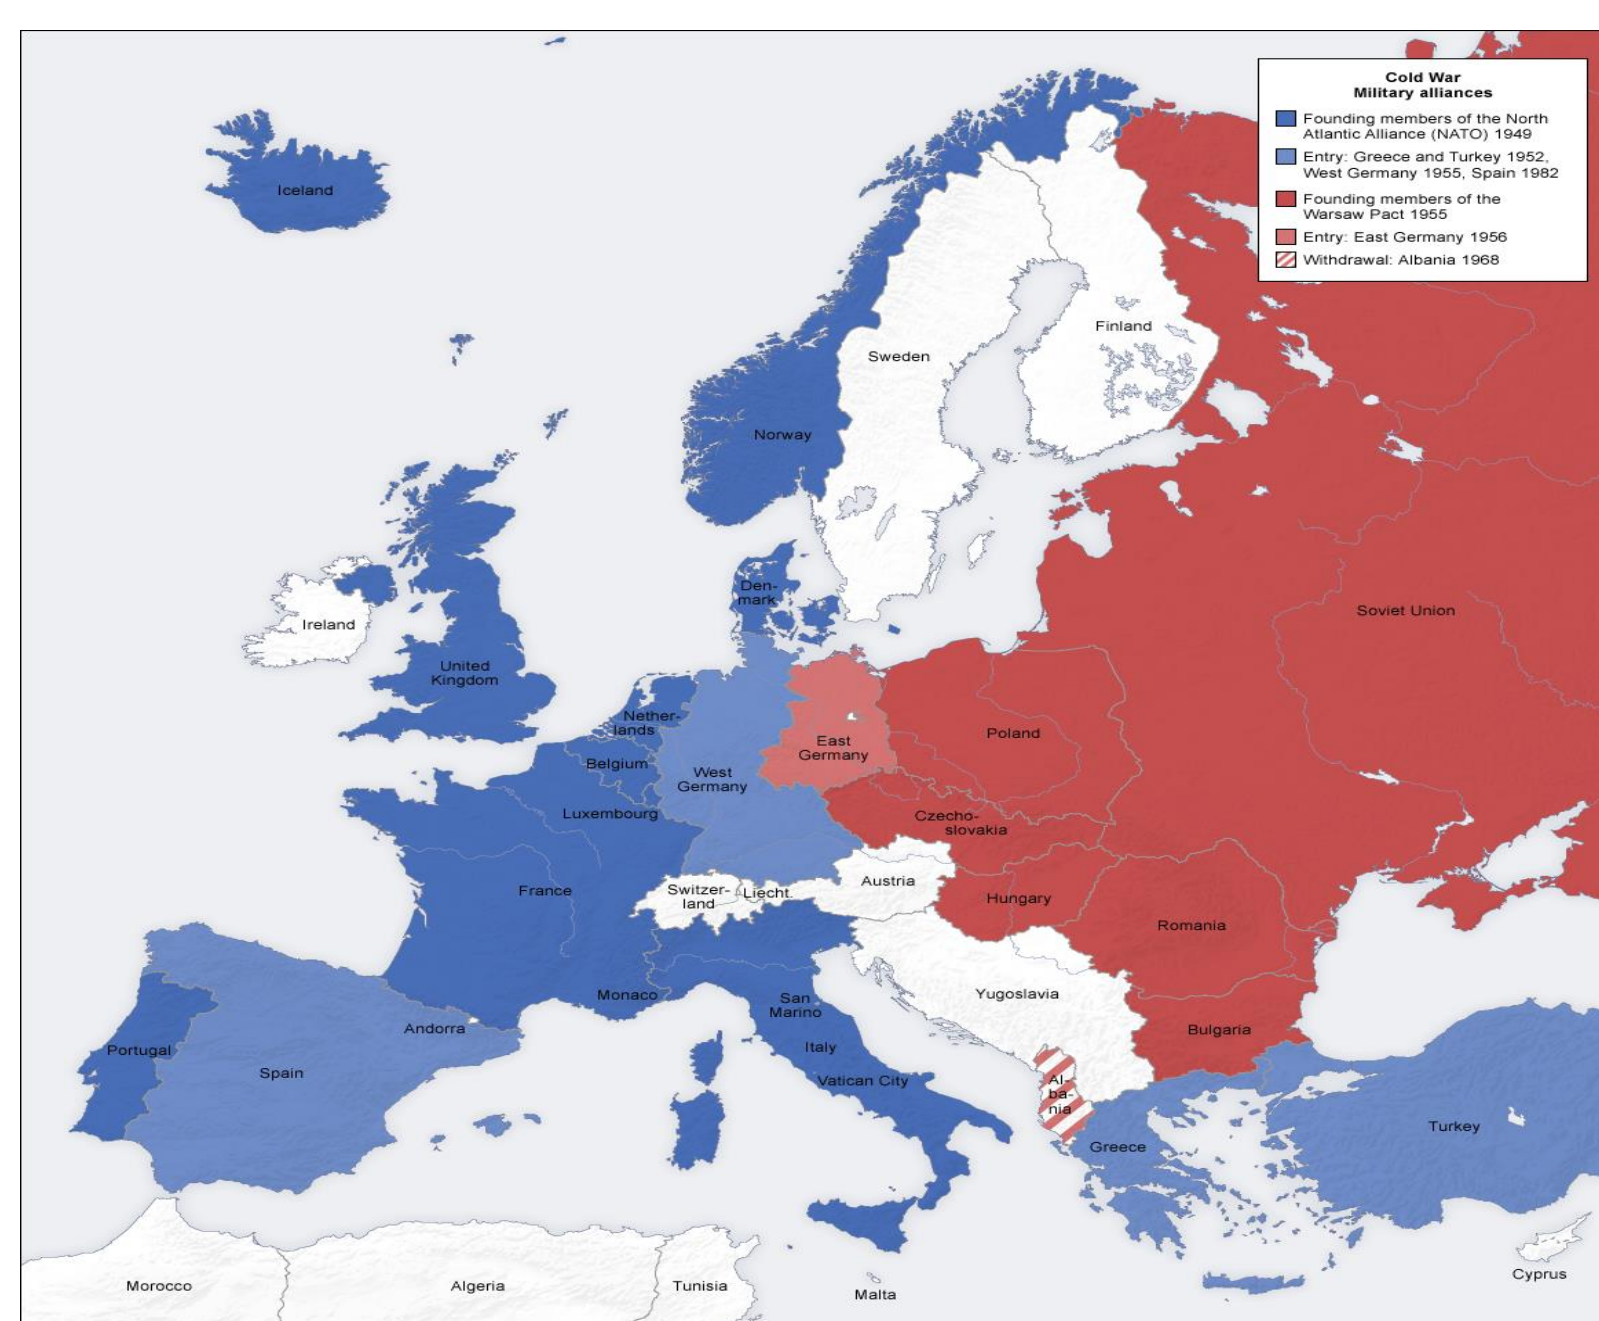 Cold War
Military alliances
Founding members of the North
Atlantic Alliance (NATO) 1949
Entry: Greece and Turkey 1952,
West Germany 1955, Spain 1982
Founding members of the
Warsaw Pact 1955
Entry: East Germany 1956
Withdrawal: Albania 1968
Iceland
Finland
Sweden
Norway
Den-
mark
Soviet Union
Ireland
United
Kingdom
Nether-
lands
Belgium
East
Germany
Poland
West
Germany
Luxembourg
Czecho-
slovakia
France
Switzer-
land
Liecht.
Austria
Hungary
Romania
Monaco
San
Marino
Yugoslavia
Andorra
Bulgaria
Portugal
Spain
Italy
Vatican City
Al-
ba-
nia
Greece
Turkey
Morocco
Algeria
Tunisia
Malta
Cyprus